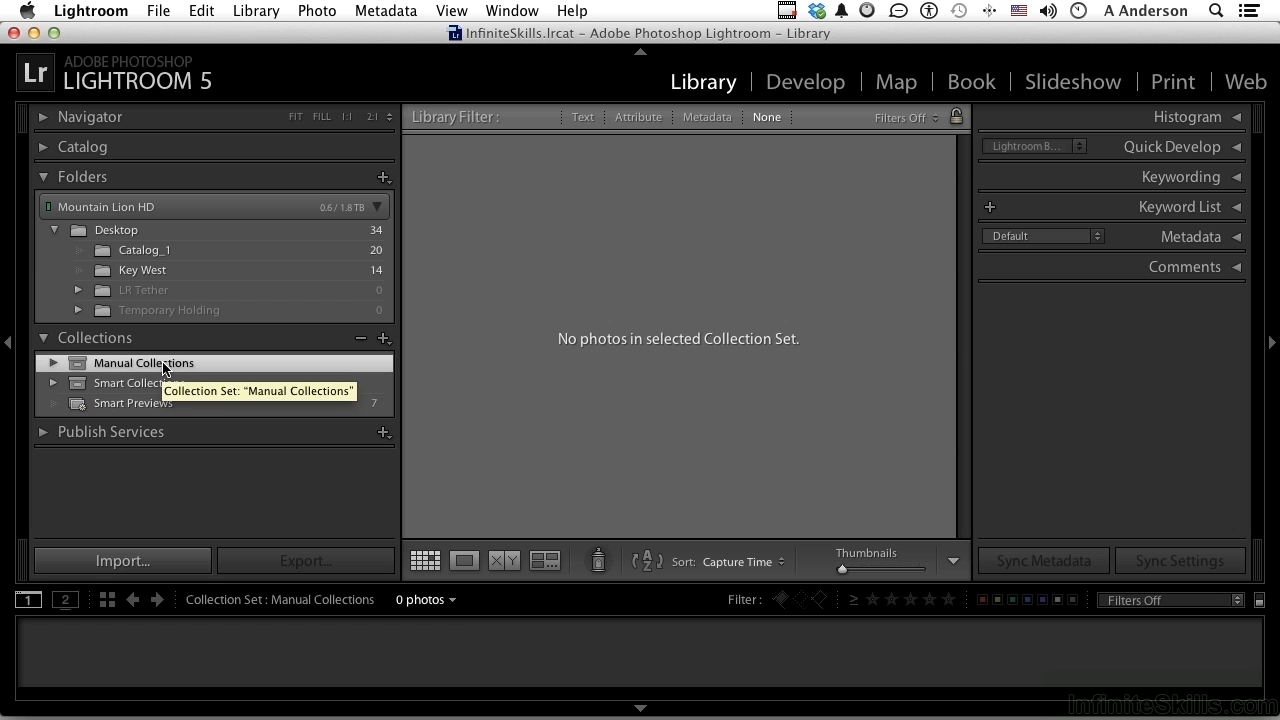 Lightroom File Edit Library Photo Metadata View Window Help A Anderson
InfiniteSkills.lrcat – Adobe Photoshop Lightroom – Library
Lr ADOBE PHOTOSHOP
LIGHTROOM 5
Library Develop Map Book Slideshow Print Web
Navigator FIT FILL 1:1 2:1
Catalog
Folders
Mountain Lion HD 0.6 / 1.8 TB
Desktop 34
Catalog_1 20
Key West 14
LR Tether 0
Temporary Holding 0
Collections
Manual Collections
Smart Collec
Collection Set: “Manual Collections”
Smart Previews 7
Publish Services
Import... Export...
Library Filter : Text Attribute Metadata None Filters Off
No photos in selected Collection Set.
Sort: Capture Time Thumbnails
Histogram
Lightroom B... Quick Develop
Keywording
Keyword List
Default Metadata
Comments
Sync Metadata Sync Settings
1 2 Collection Set : Manual Collections 0 photos Filter : ≥ Filters Off
InfiniteSkills.com